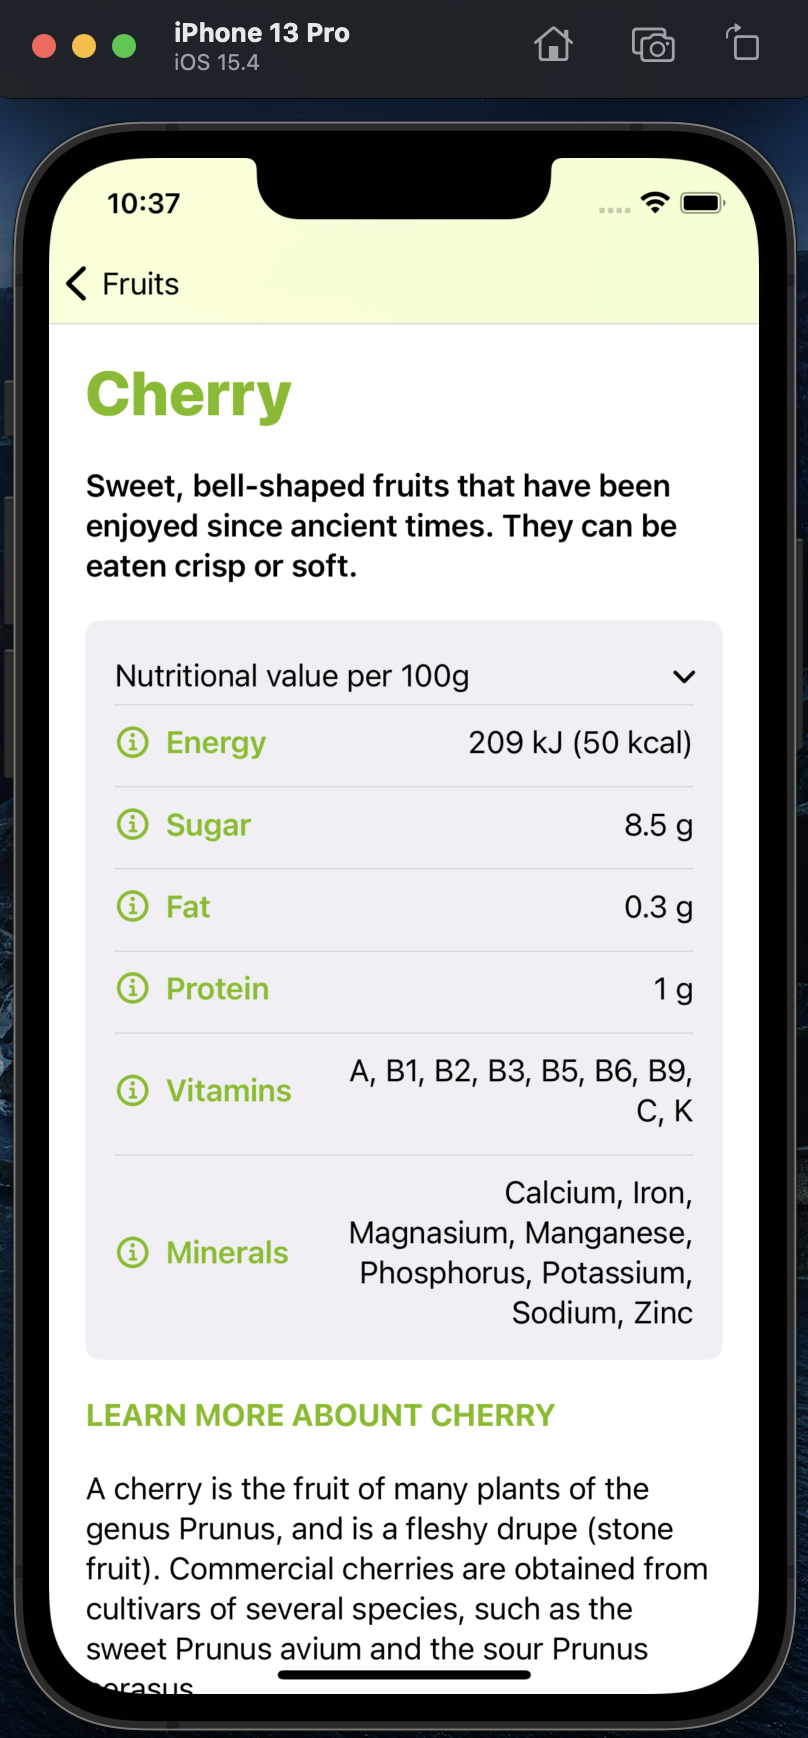 iPhone 13 Pro
iOS 15.4
10:37
Fruits
Cherry
Sweet, bell-shaped fruits that have been
enjoyed since ancient times. They can be
eaten crisp or soft.
Nutritional value per 100g
Energy 209 kJ (50 kcal)
Sugar 8.5 g
Fat 0.3 g
Protein 1 g
Vitamins A, B1, B2, B3, B5, B6, B9,
C, K
Minerals Calcium, Iron,
Magnasium, Manganese,
Phosphorus, Potassium,
Sodium, Zinc
LEARN MORE ABOUNT CHERRY
A cherry is the fruit of many plants of the
genus Prunus, and is a fleshy drupe (stone
fruit). Commercial cherries are obtained from
cultivars of several species, such as the
sweet Prunus avium and the sour Prunus
cerasus